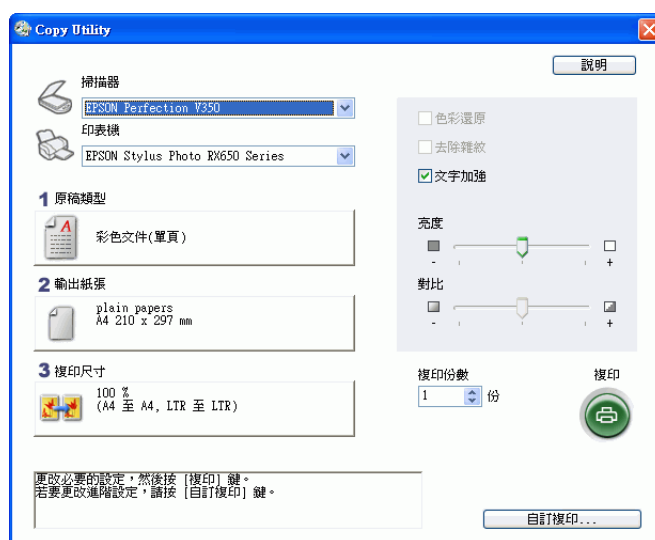 Copy Utility
說明
掃描器
EPSON Perfection V350
印表機
EPSON Stylus Photo RX650 Series
色彩還原
去除雜紋
文字加強
1 原稿類型
A
彩色文件(單頁)
亮度
- +
2 輸出紙張
plain papers
A4 210 x 297 mm
對比
- +
3 複印尺寸
100 %
(A4 至 A4, LTR 至 LTR)
複印份數
1 份
複印
更改必要的設定，然後按 [複印] 鍵。
若要更改進階設定，請按 [自訂複印] 鍵。
自訂複印...